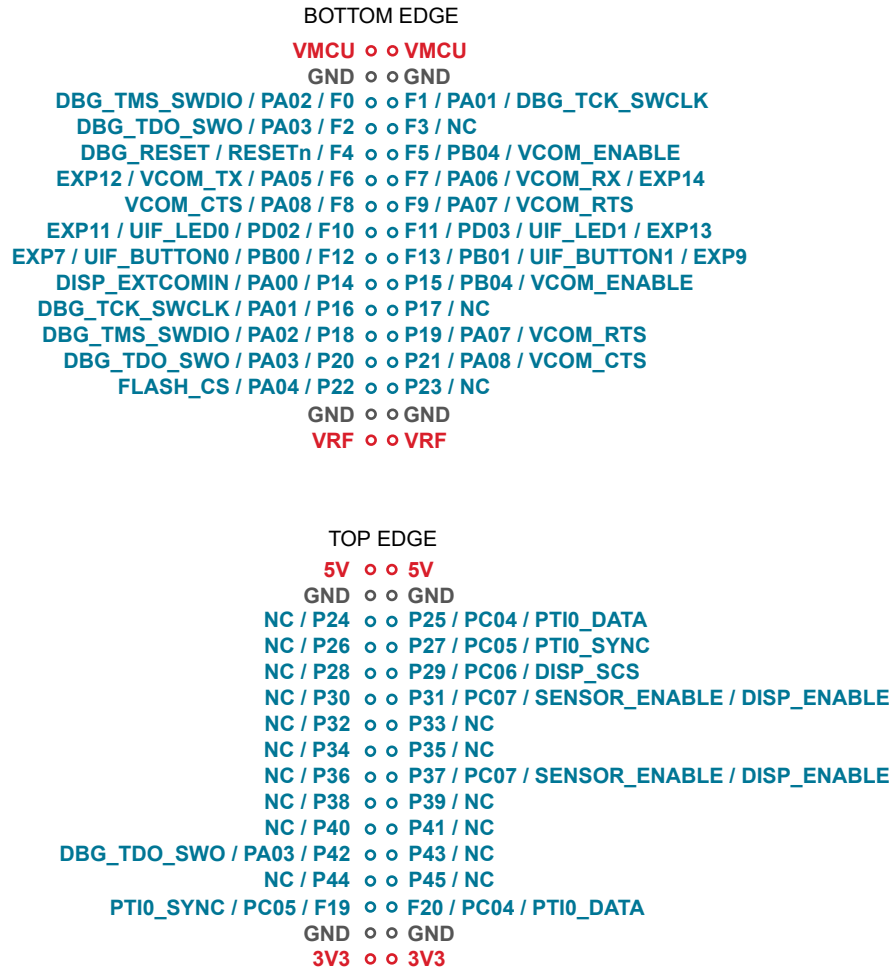 BOTTOM EDGE
VMCU VMCU
GND GND
DBG_TMS_SWDIO / PA02 / F0 F1 / PA01 / DBG_TCK_SWCLK
DBG_TDO_SWO / PA03 / F2 F3 / NC
DBG_RESET / RESETn / F4 F5 / PB04 / VCOM_ENABLE
EXP12 / VCOM_TX / PA05 / F6 F7 / PA06 / VCOM_RX / EXP14
VCOM_CTS / PA08 / F8 F9 / PA07 / VCOM_RTS
EXP11 / UIF_LED0 / PD02 / F10 F11 / PD03 / UIF_LED1 / EXP13
EXP7 / UIF_BUTTON0 / PB00 / F12 F13 / PB01 / UIF_BUTTON1 / EXP9
DISP_EXTCOMIN / PA00 / P14 P15 / PB04 / VCOM_ENABLE
DBG_TCK_SWCLK / PA01 / P16 P17 / NC
DBG_TMS_SWDIO / PA02 / P18 P19 / PA07 / VCOM_RTS
DBG_TDO_SWO / PA03 / P20 P21 / PA08 / VCOM_CTS
FLASH_CS / PA04 / P22 P23 / NC
GND GND
VRF VRF
TOP EDGE
5V 5V
GND GND
NC / P24 P25 / PC04 / PTI0_DATA
NC / P26 P27 / PC05 / PTI0_SYNC
NC / P28 P29 / PC06 / DISP_SCS
NC / P30 P31 / PC07 / SENSOR_ENABLE / DISP_ENABLE
NC / P32 P33 / NC
NC / P34 P35 / NC
NC / P36 P37 / PC07 / SENSOR_ENABLE / DISP_ENABLE
NC / P38 P39 / NC
NC / P40 P41 / NC
DBG_TDO_SWO / PA03 / P42 P43 / NC
NC / P44 P45 / NC
PTI0_SYNC / PC05 / F19 F20 / PC04 / PTI0_DATA
GND GND
3V3 3V3